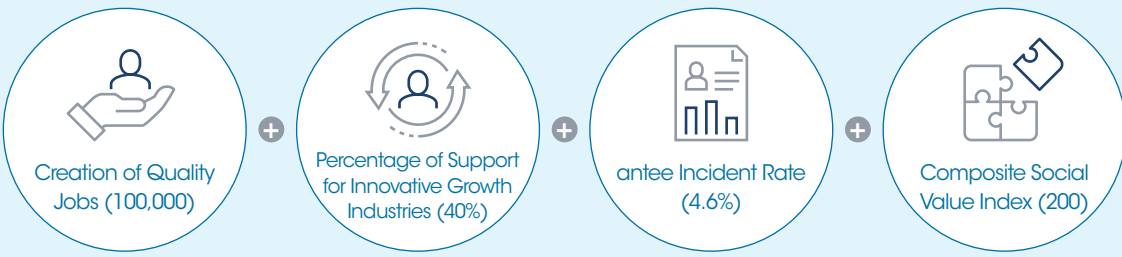 Creation of Quality
Jobs (100,000)
Percentage of Support
for Innovative Growth
Industries (40%)
antee Incident Rate
(4.6%)
Composite Social
Value Index (200)